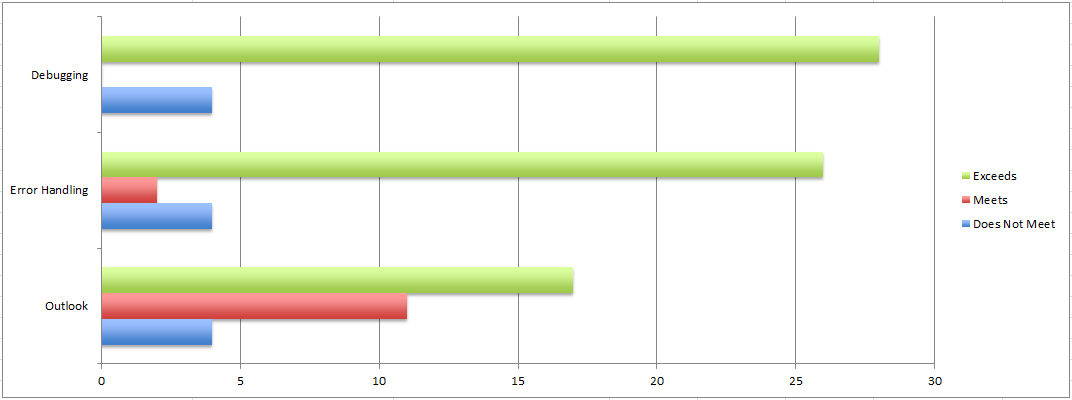 Debugging
Error Handling
Outlook
Exceeds
Meets
Does Not Meet
0 5 10 15 20 25 30